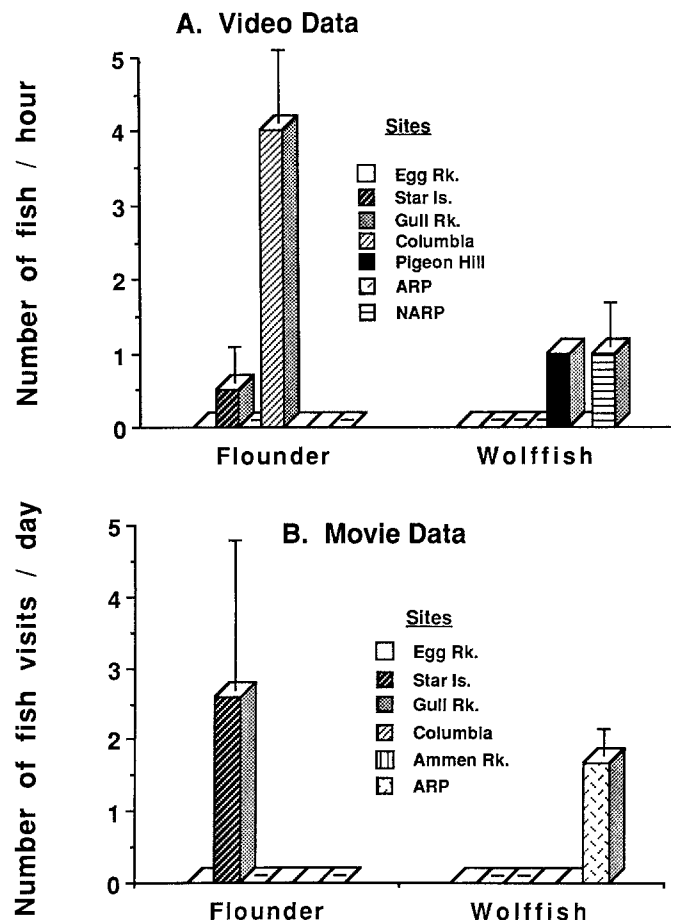 A. Video Data
Number of fish / hour
5
4
3
2
1
0
Sites
Egg Rk.
Star Is.
Gull Rk.
Columbia
Pigeon Hill
ARP
NARP
Flounder
Wolffish
B. Movie Data
Number of fish visits / day
5
4
3
2
1
0
Sites
Egg Rk.
Star Is.
Gull Rk.
Columbia
Ammen Rk.
ARP
Flounder
Wolffish